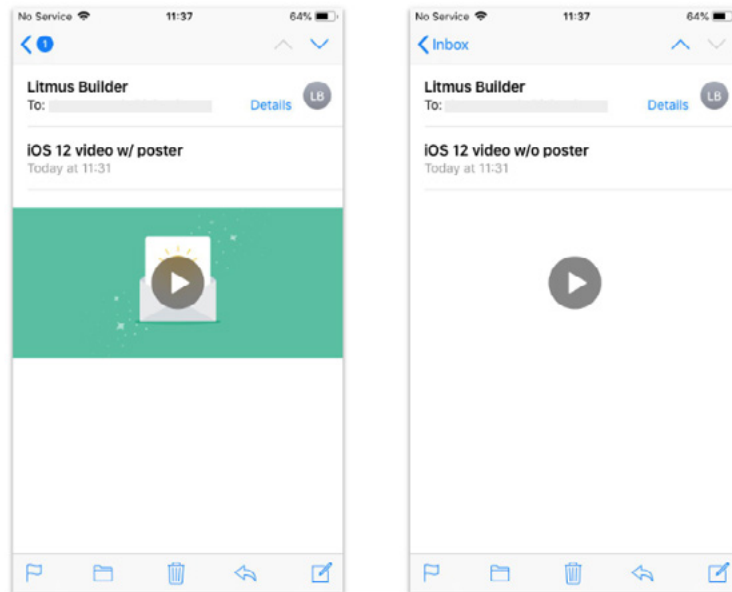 No Service 11:37 64%
1
Litmus Builder
To: Details LB
iOS 12 video w/ poster
Today at 11:31
No Service 11:37 64%
Inbox
Litmus Builder
To: Details LB
iOS 12 video w/o poster
Today at 11:31